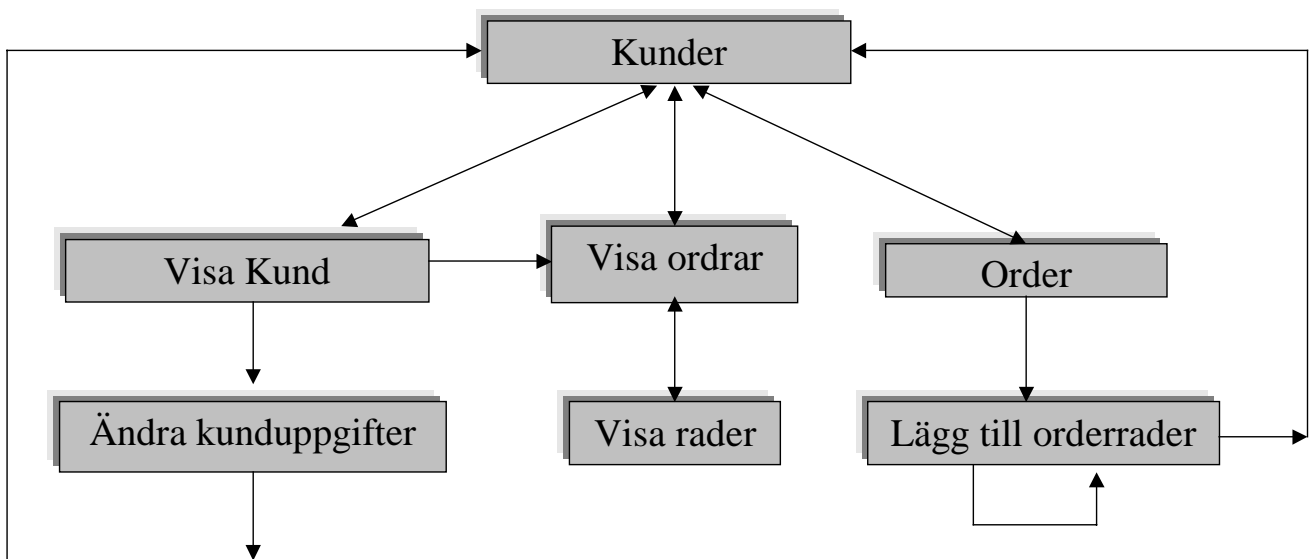 Kunder
Visa Kund
Visa ordrar
Order
Ändra kunduppgifter
Visa rader
Lägg till orderrader